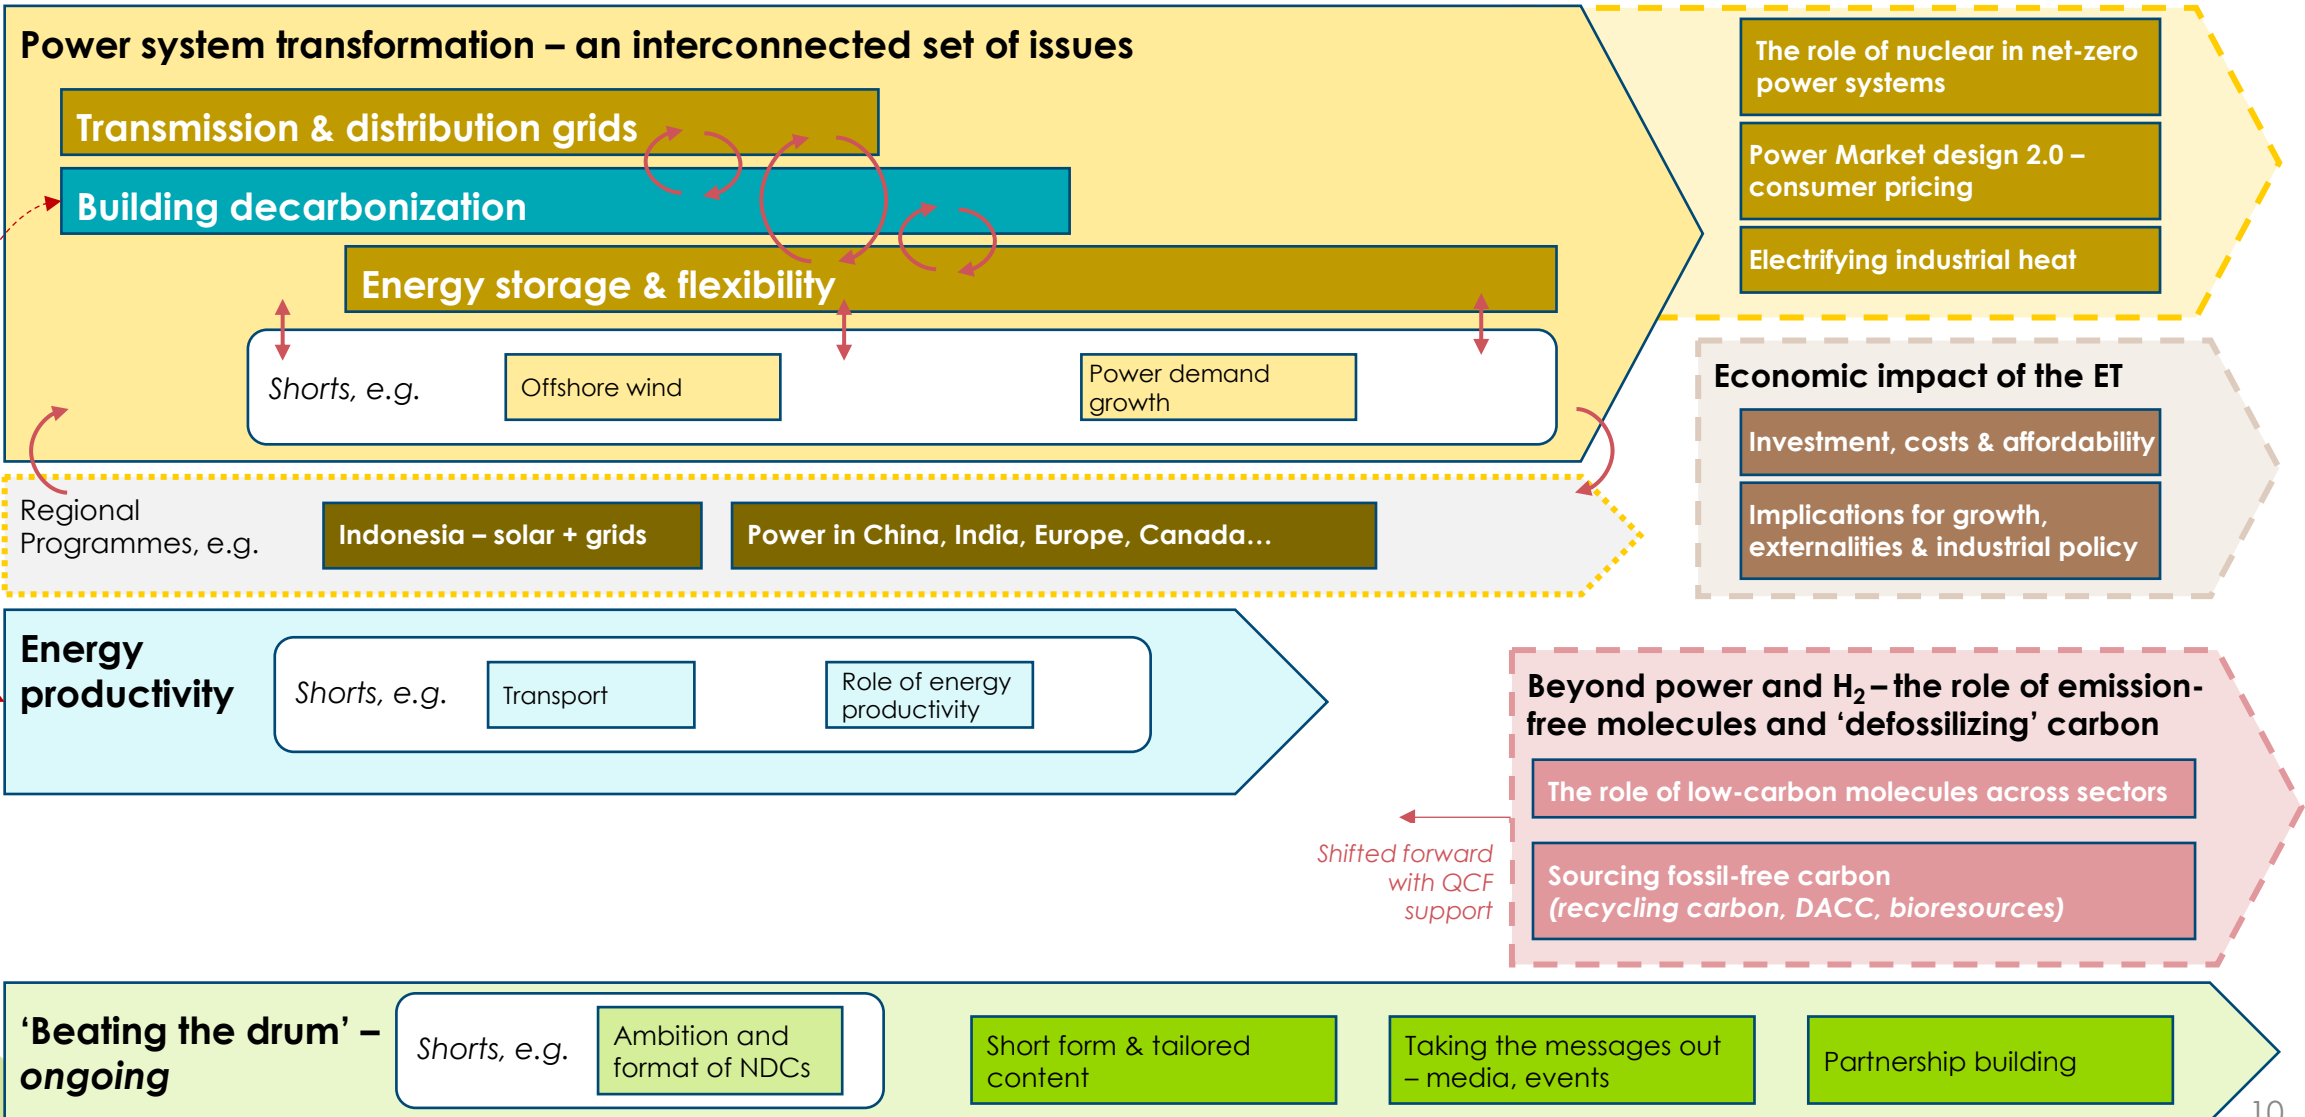 Power system transformation – an interconnected set of issues
Transmission & distribution grids
Building decarbonization
Energy storage & flexibility
Shorts, e.g.
Offshore wind
Power demand
growth
The role of nuclear in net-zero
power systems
Power Market design 2.0 –
consumer pricing
Electrifying industrial heat
Economic impact of the ET
Investment, costs & affordability
Implications for growth,
externalities & industrial policy
Regional
Programmes, e.g.
Indonesia – solar + grids
Power in China, India, Europe, Canada…
Energy
productivity
Shorts, e.g.
Transport
Role of energy
productivity
Beyond power and H₂ – the role of emission-
free molecules and ‘defossilizing’ carbon
The role of low-carbon molecules across sectors
Sourcing fossil-free carbon
(recycling carbon, DACC, bioresources)
Shifted forward
with QCF
support
‘Beating the drum’ –
ongoing
Shorts, e.g.
Ambition and
format of NDCs
Short form & tailored
content
Taking the messages out
– media, events
Partnership building
10